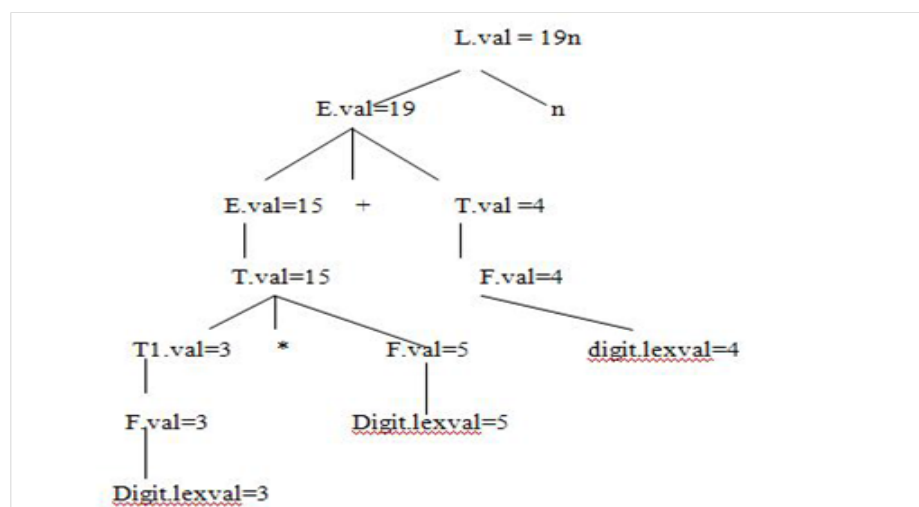 L.val = 19n
E.val=19 n
E.val=15 + T.val =4
T.val=15 F.val=4
T1.val=3 * F.val=5 digit.lexval=4
F.val=3 Digit.lexval=5
Digit.lexval=3